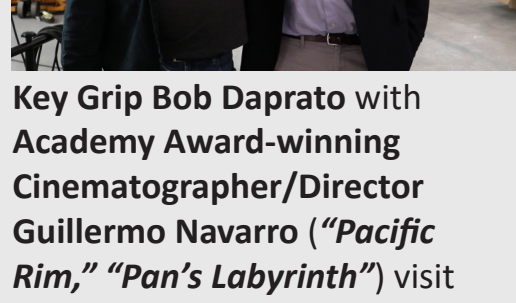 Key Grip Bob Daprato with
Academy Award-winning
Cinematographer/Director
Guillermo Navarro (“Pacific
Rim,” “Pan’s Labyrinth”) visit